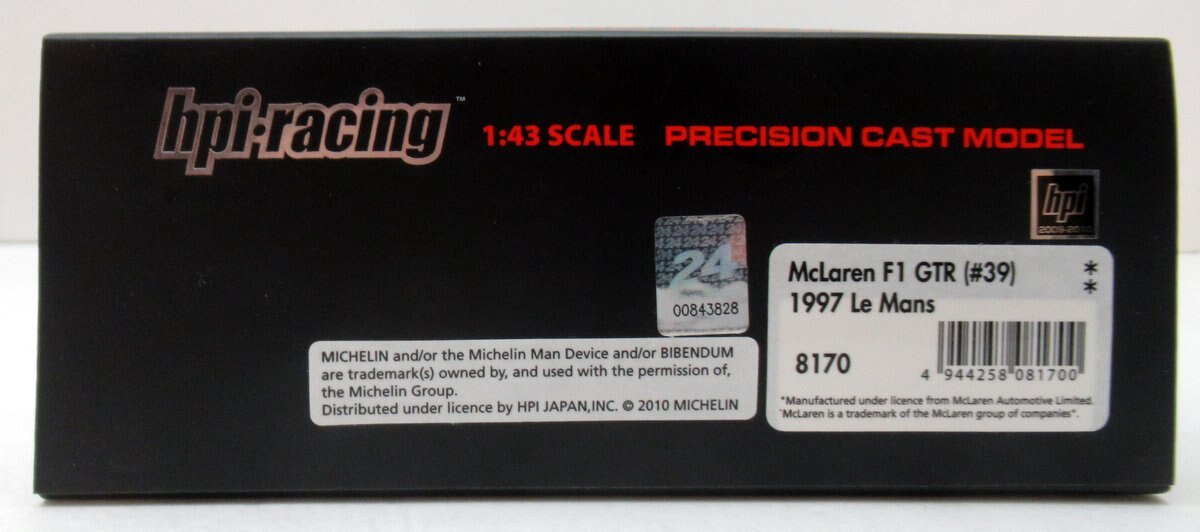 hpi·racing™
1:43 SCALE PRECISION CAST MODEL
hpi
2009-2010
24
00843828
McLaren F1 GTR (#39) *
1997 Le Mans *
8170
4 944258 081700
"Manufactured under licence from McLaren Automotive Limited.
"McLaren is a trademark of the McLaren group of companies".
MICHELIN and/or the Michelin Man Device and/or BIBENDUM
are trademark(s) owned by, and used with the permission of,
the Michelin Group.
Distributed under licence by HPI JAPAN,INC. © 2010 MICHELIN